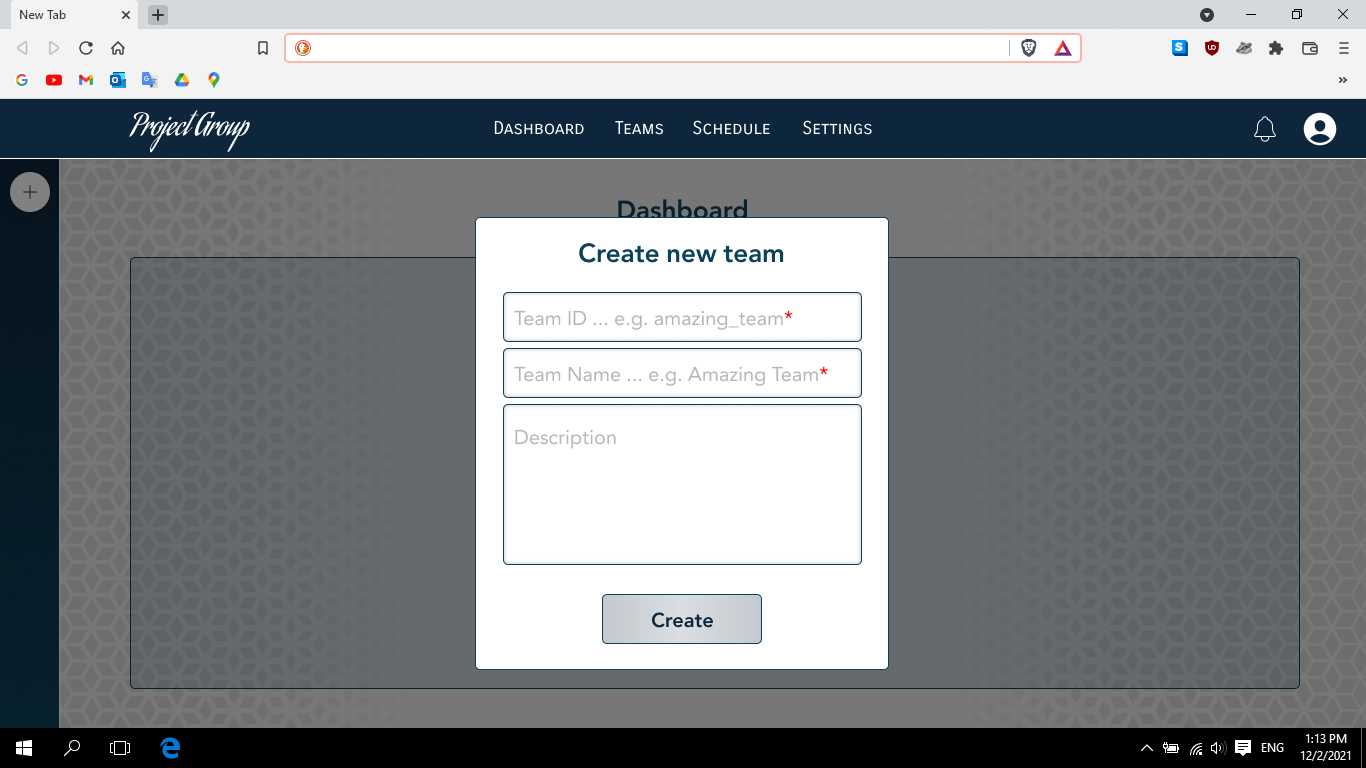 New Tab
Project Group
DASHBOARD TEAMS SCHEDULE SETTINGS
Dashboard
Create new team
Team ID ... e.g. amazing_team*
Team Name ... e.g. Amazing Team*
Description
Create
ENG
1:13 PM
12/2/2021